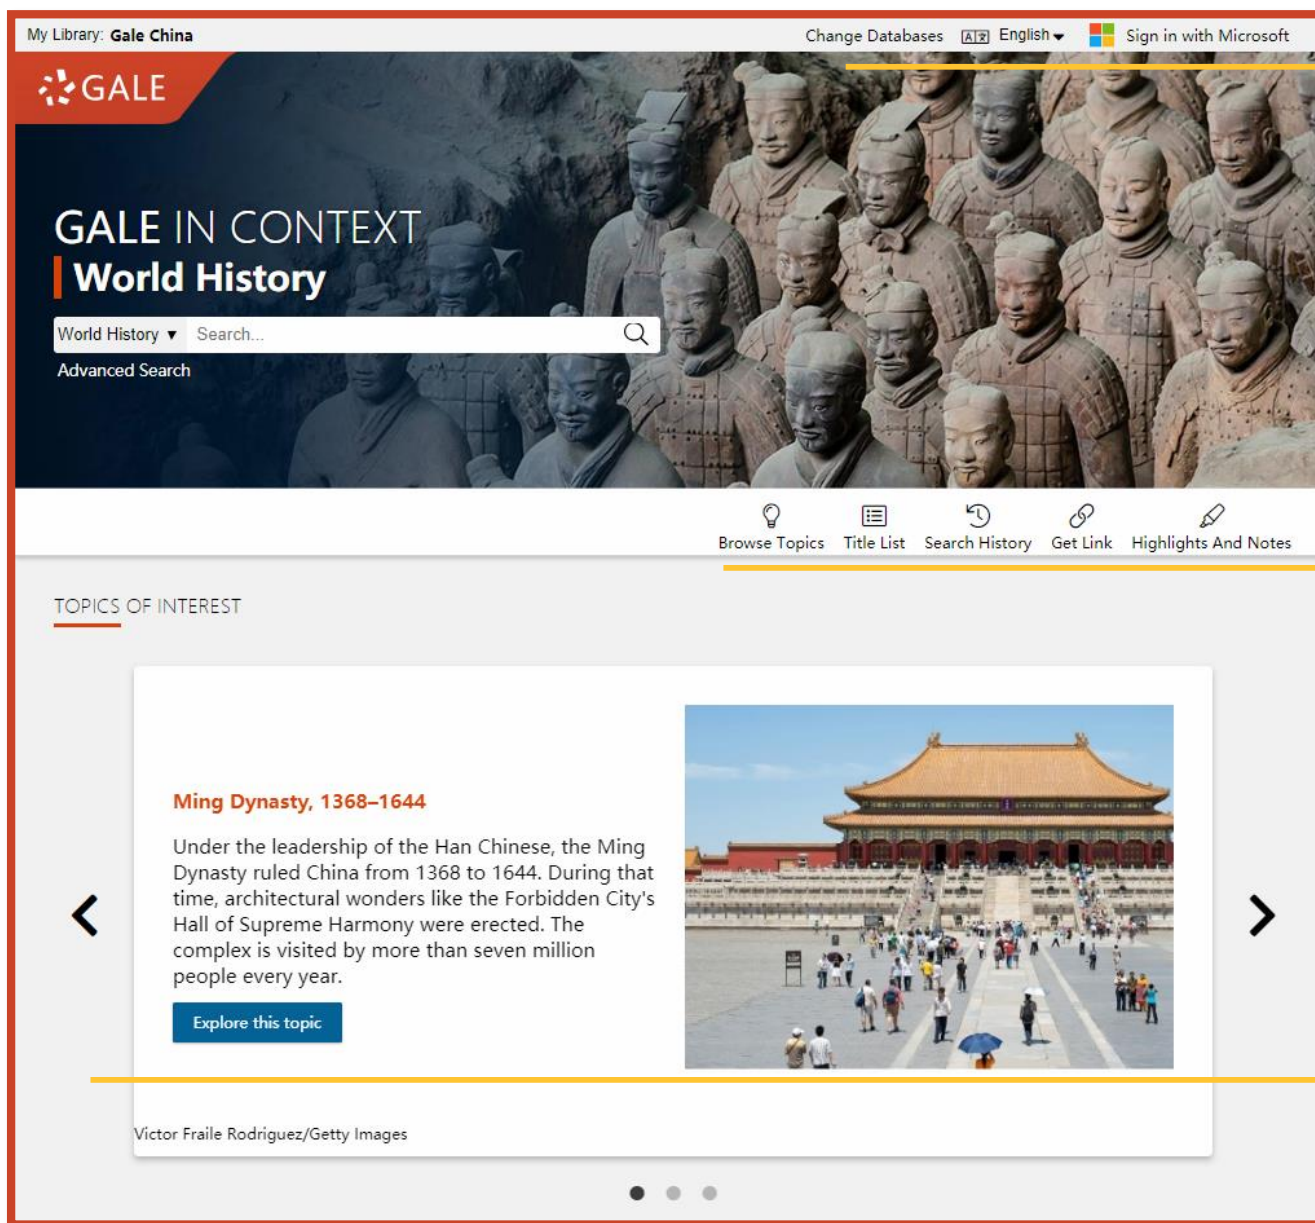 My Library: Gale China
Change Databases English Sign in with Microsoft
GALE
GALE IN CONTEXT
World History
World History ▼ Search...
Advanced Search
Browse Topics Title List Search History Get Link Highlights And Notes
TOPICS OF INTEREST
Ming Dynasty, 1368–1644
Under the leadership of the Han Chinese, the Ming
Dynasty ruled China from 1368 to 1644. During that
time, architectural wonders like the Forbidden City's
Hall of Supreme Harmony were erected. The
complex is visited by more than seven million
people every year.
Explore this topic
Victor Fraile Rodriguez/Getty Images